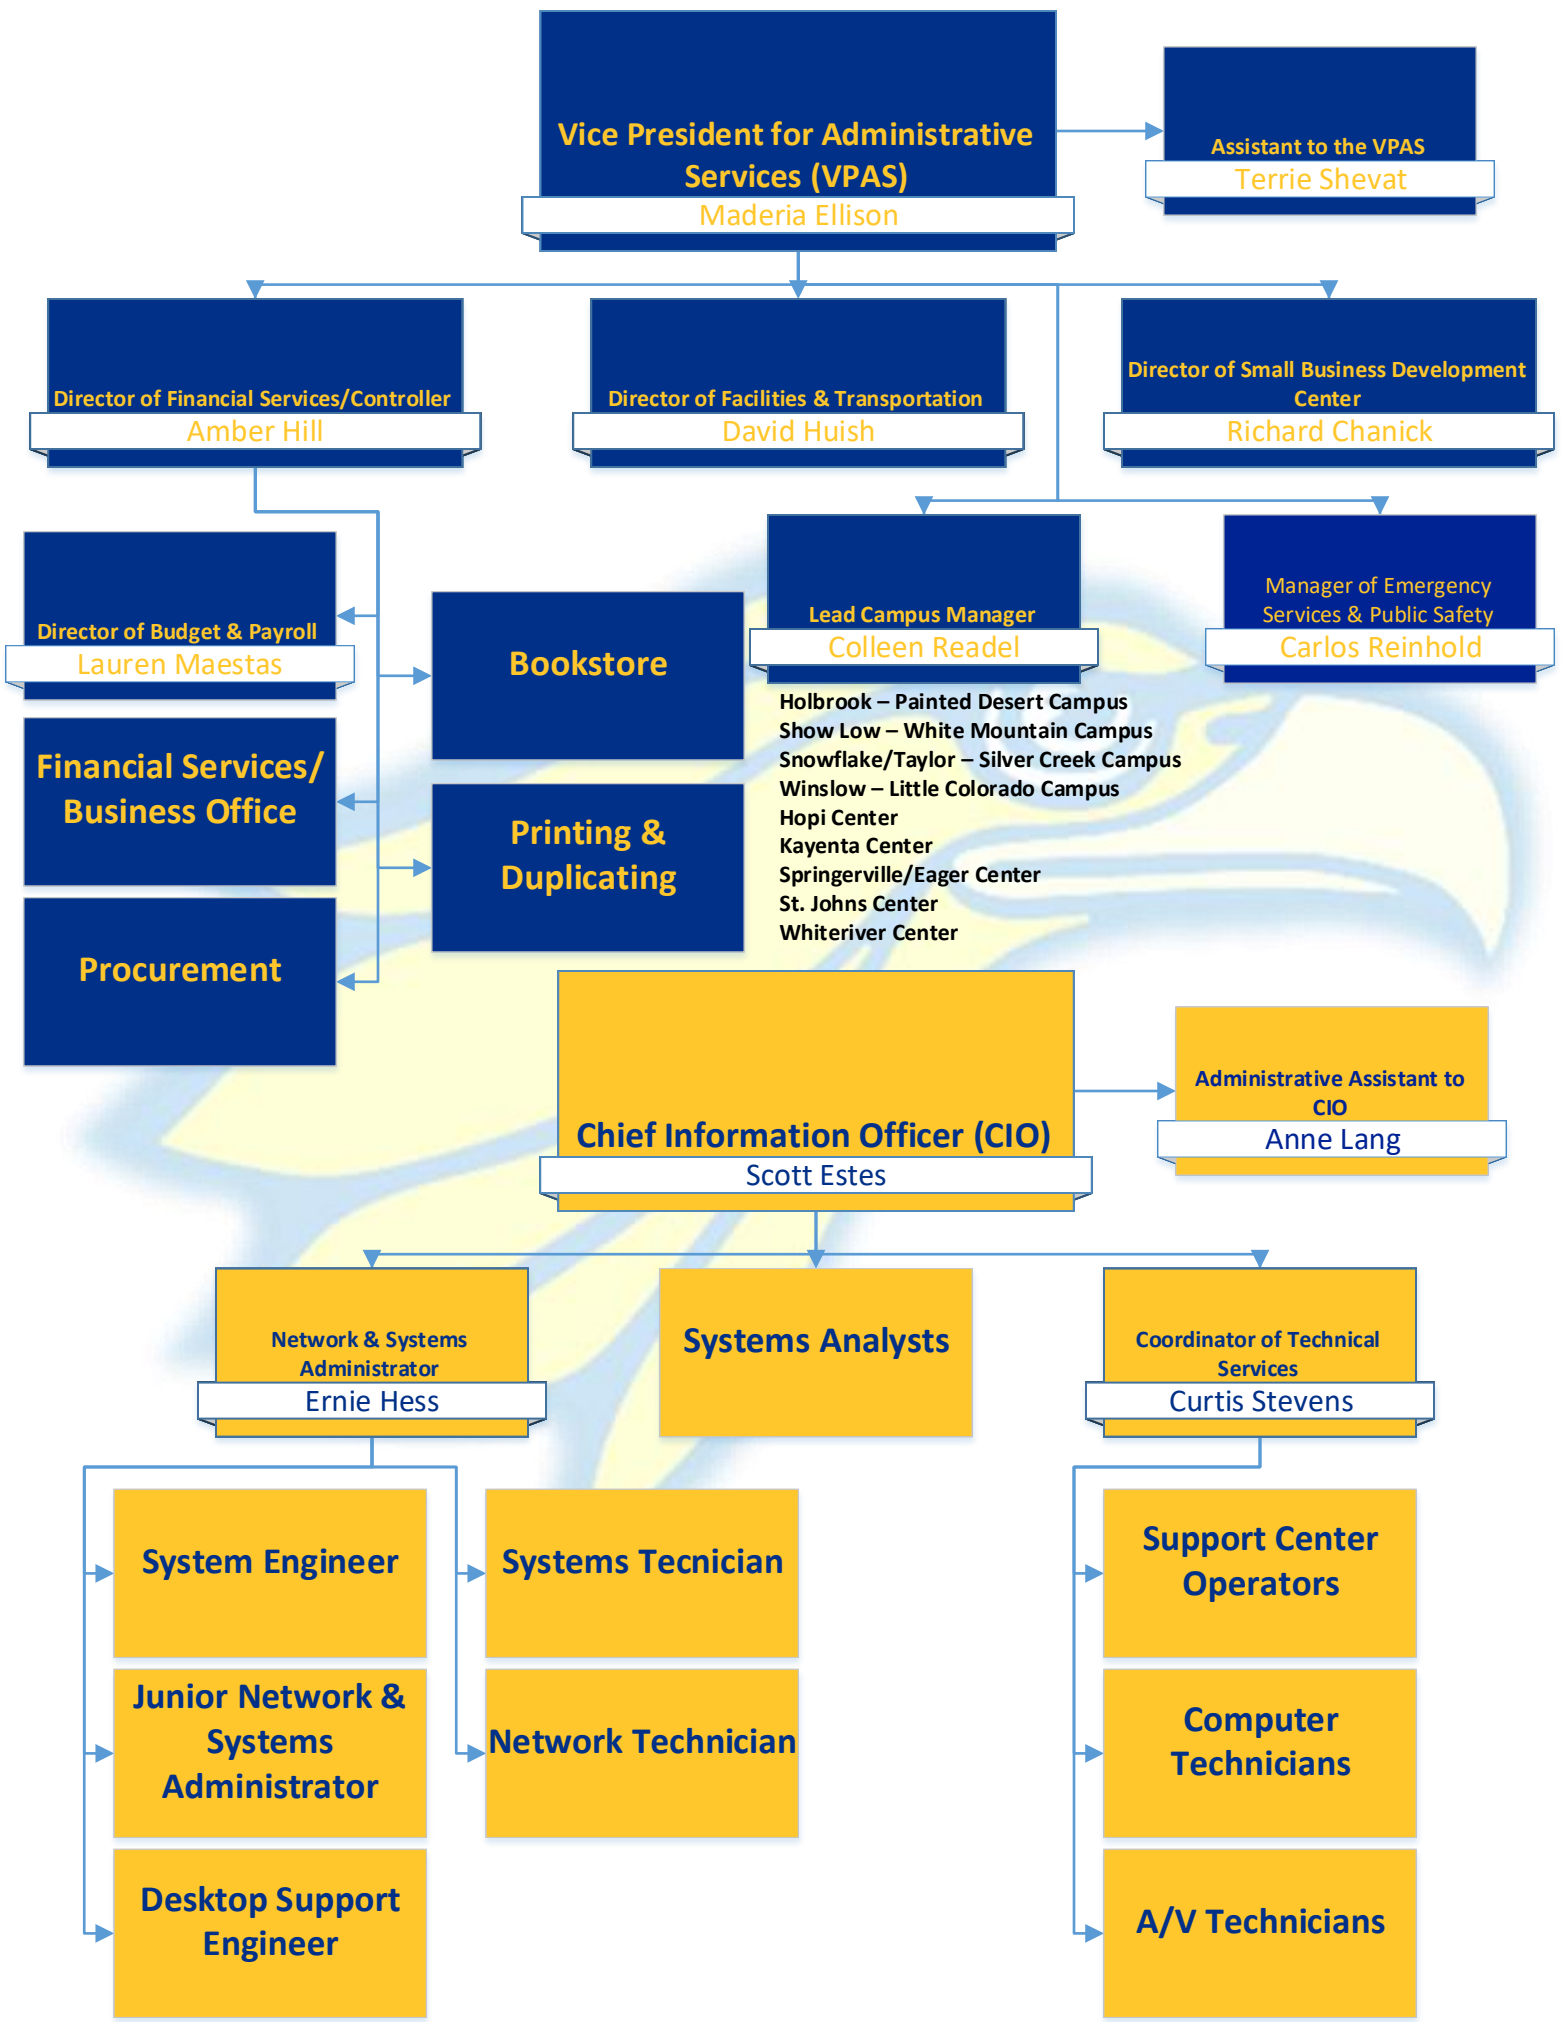 Vice President for Administrative
Services (VPAS)
Maderia Ellison
Assistant to the VPAS
Terrie Shevat
Director of Financial Services/Controller
Amber Hill
Director of Facilities & Transportation
David Huish
Director of Small Business Development
Center
Richard Chanick
Director of Budget & Payroll
Lauren Maestas
Financial Services/
Business Office
Procurement
Bookstore
Printing &
Duplicating
Lead Campus Manager
Colleen Readel
Holbrook – Painted Desert Campus
Show Low – White Mountain Campus
Snowflake/Taylor – Silver Creek Campus
Winslow – Little Colorado Campus
Hopi Center
Kayenta Center
Springerville/Eager Center
St. Johns Center
Whiteriver Center
Manager of Emergency
Services & Public Safety
Carlos Reinhold
Chief Information Officer (CIO)
Scott Estes
Administrative Assistant to
CIO
Anne Lang
Network & Systems
Administrator
Ernie Hess
Systems Analysts
Coordinator of Technical
Services
Curtis Stevens
System Engineer
Junior Network &
Systems
Administrator
Desktop Support
Engineer
Systems Tecnician
Network Technician
Support Center
Operators
Computer
Technicians
A/V Technicians